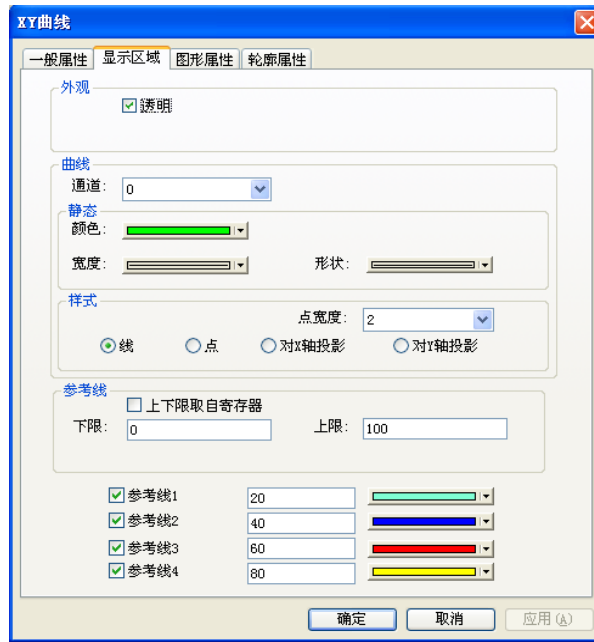 XY曲线
一般属性 显示区域 图形属性 轮廓属性
外观
透明
曲线
通道: 0
静态
颜色:
宽度: 形状:
样式
点宽度: 2
线 点 对X轴投影 对Y轴投影
参考线
上下限取自寄存器
下限: 0 上限: 100
参考线1 20
参考线2 40
参考线3 60
参考线4 80
确定 取消 应用(A)